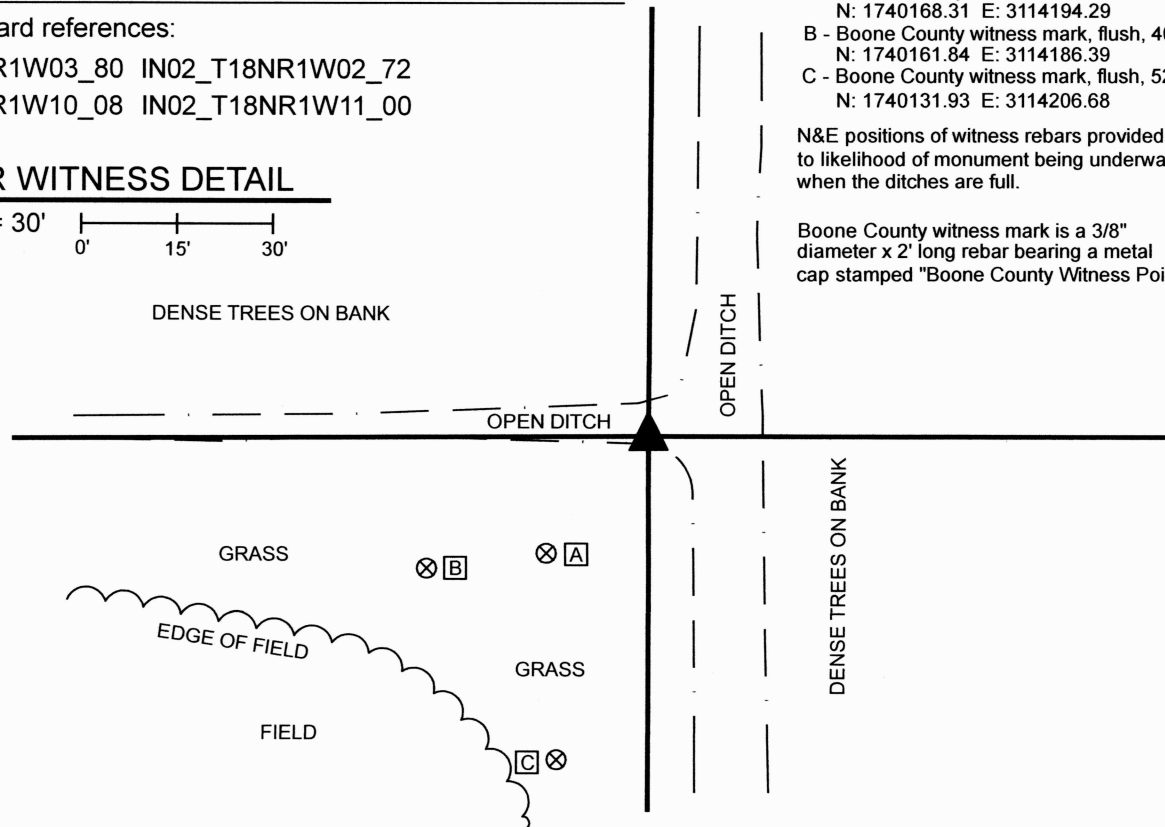 ard references:
R1W03_80 IN02_T18NR1W02_72
R1W10_08 IN02_T18NR1W11_00
R WITNESS DETAIL
= 30'
0' 15' 30'
N: 1740168.31 E: 3114194.29
B - Boone County witness mark, flush, 40
N: 1740161.84 E: 3114186.39
C - Boone County witness mark, flush, 52
N: 1740131.93 E: 3114206.68
N&E positions of witness rebars provided
to likelihood of monument being underwa
when the ditches are full.
Boone County witness mark is a 3/8"
diameter x 2' long rebar bearing a metal
cap stamped "Boone County Witness Poi
DENSE TREES ON BANK
OPEN DITCH
OPEN DITCH
GRASS
B
A
EDGE OF FIELD
GRASS
DENSE TREES ON BANK
FIELD
C